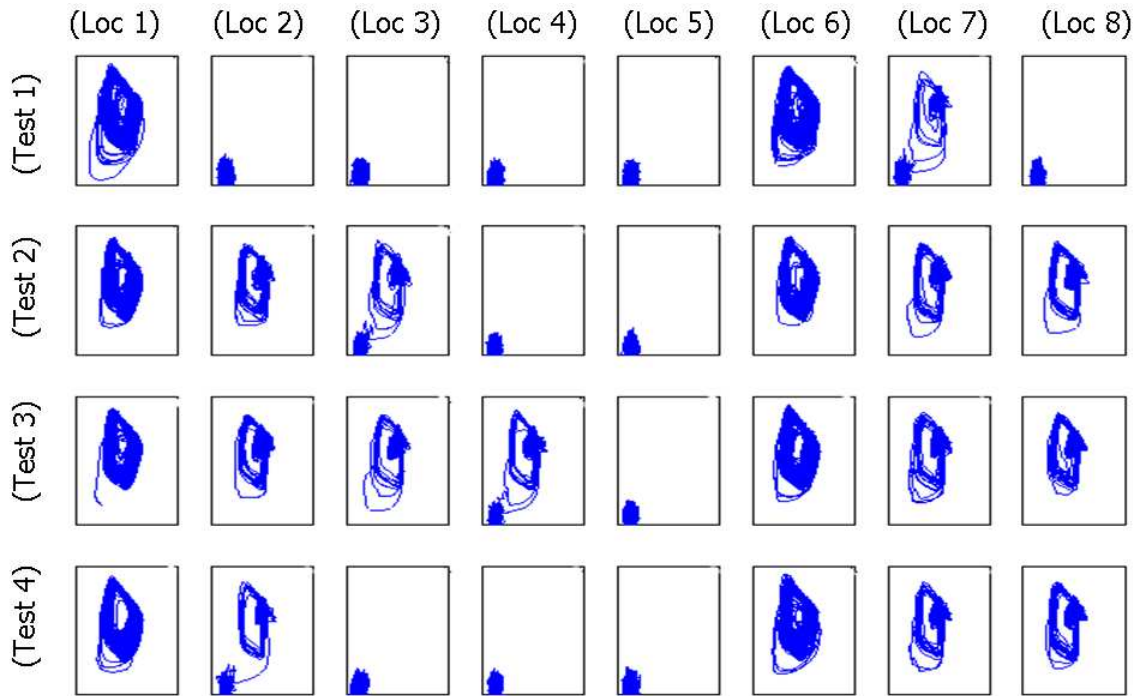 (Loc 1) (Loc 2) (Loc 3) (Loc 4) (Loc 5) (Loc 6) (Loc 7) (Loc 8)
(Test 1)
(Test 2)
(Test 3)
(Test 4)